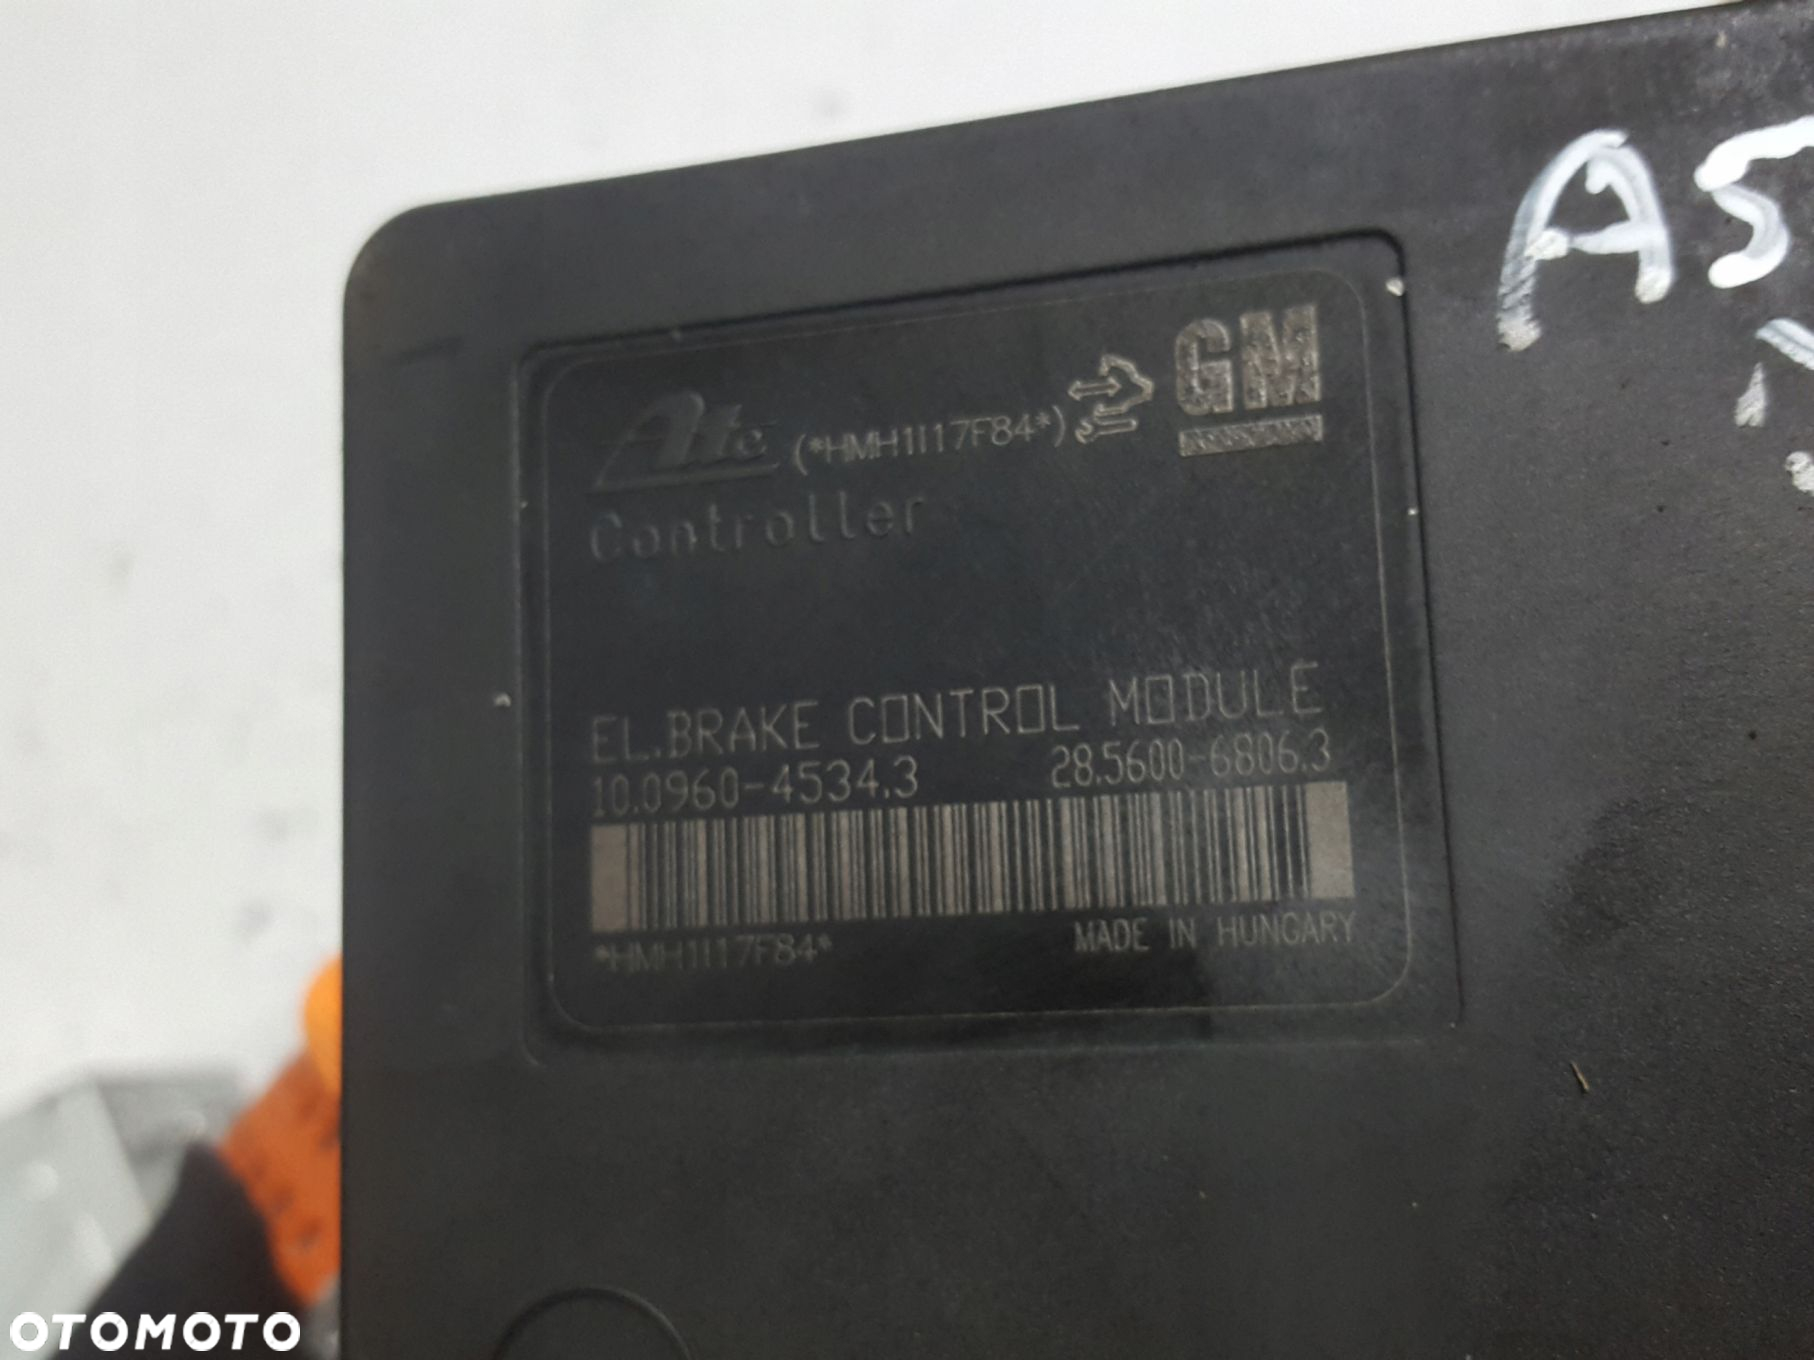 A5
GM
Ate (*HMH1I17F84*)
Controller
EL.BRAKE CONTROL MODULE
10.0960-4534.3 28.5600-6806.3
*HMH1I17F84* MADE IN HUNGARY
OTOMOTO